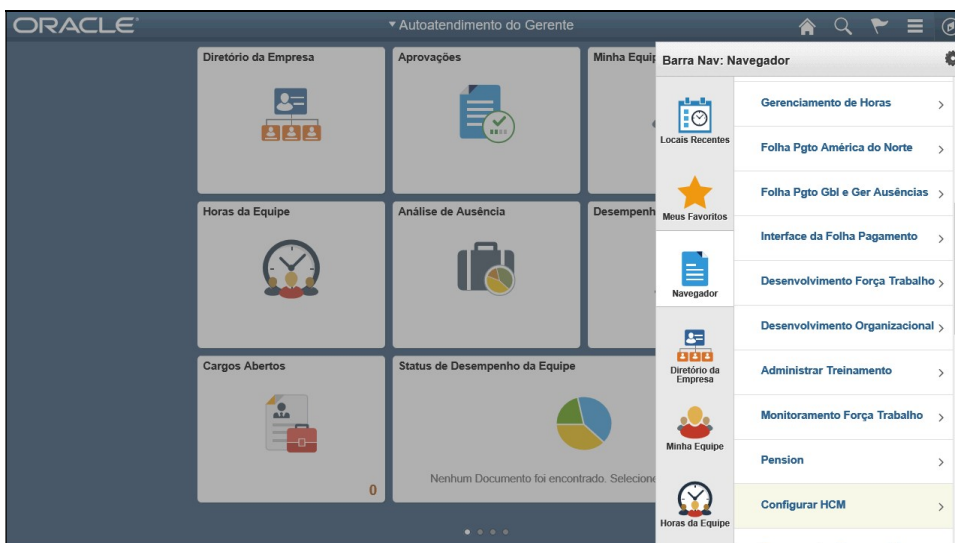 ORACLE
Autoatendimento do Gerente
Diretório da Empresa
Aprovações
Horas da Equipe
Análise de Ausência
Cargos Abertos
0
Status de Desempenho da Equipe
Nenhum Documento foi encontrado. Selecione
Minha Equip
Desempenh
Barra Nav: Navegador
Locais Recentes
Meus Favoritos
Navegador
Diretório da
Empresa
Minha Equipe
Horas da Equipe
Gerenciamento de Horas
Folha Pgto América do Norte
Folha Pgto Gbl e Ger Ausências
Interface da Folha Pagamento
Desenvolvimento Força Trabalho
Desenvolvimento Organizacional
Administrar Treinamento
Monitoramento Força Trabalho
Pension
Configurar HCM